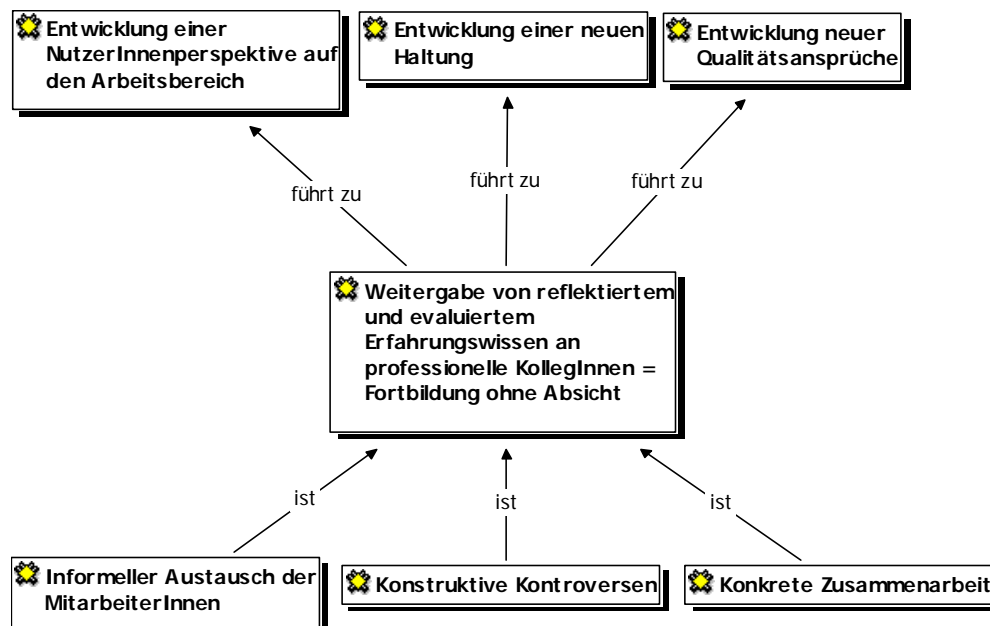 Entwicklung einer
NutzerInnenperspektive auf
den Arbeitsbereich
Entwicklung einer neuen
Haltung
Entwicklung neuer
Qualitätsansprüche
führt zu
führt zu
führt zu
Weitergabe von reflektiertem
und evaluiertem
Erfahrungswissen an
professionelle KollegInnen =
Fortbildung ohne Absicht
ist
ist
ist
Informeller Austausch der
MitarbeiterInnen
Konstruktive Kontroversen
Konkrete Zusammenarbeit